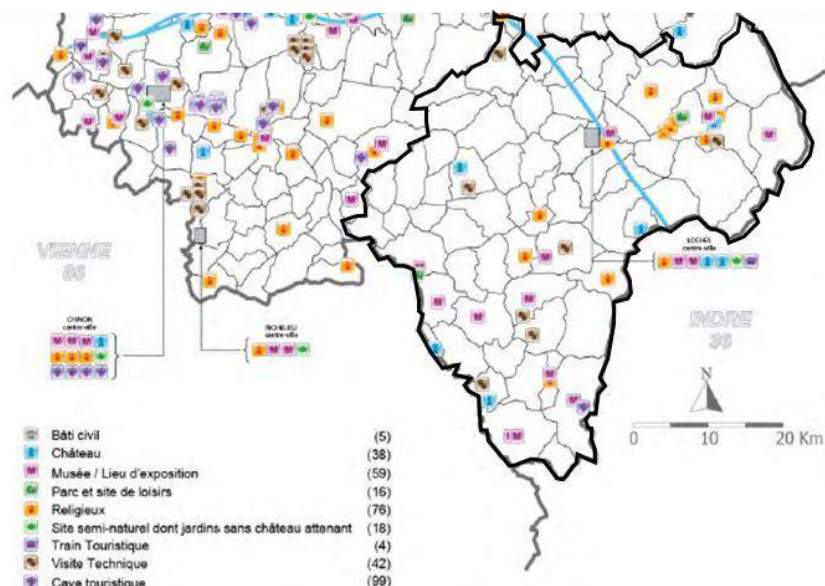 VIENNE
86
CHINON
centre-ville
RICHELIEU
centre-ville
LOCHES
centre-ville
INDRE
36
N
0 10 20 Km
Bâti civil (5)
Château (38)
Musée / Lieu d'exposition (59)
Parc et site de loisirs (16)
Religieux (76)
Site semi-naturel dont jardins sans château attenant (18)
Train Touristique (4)
Visite Technique (42)
Cave touristique (99)